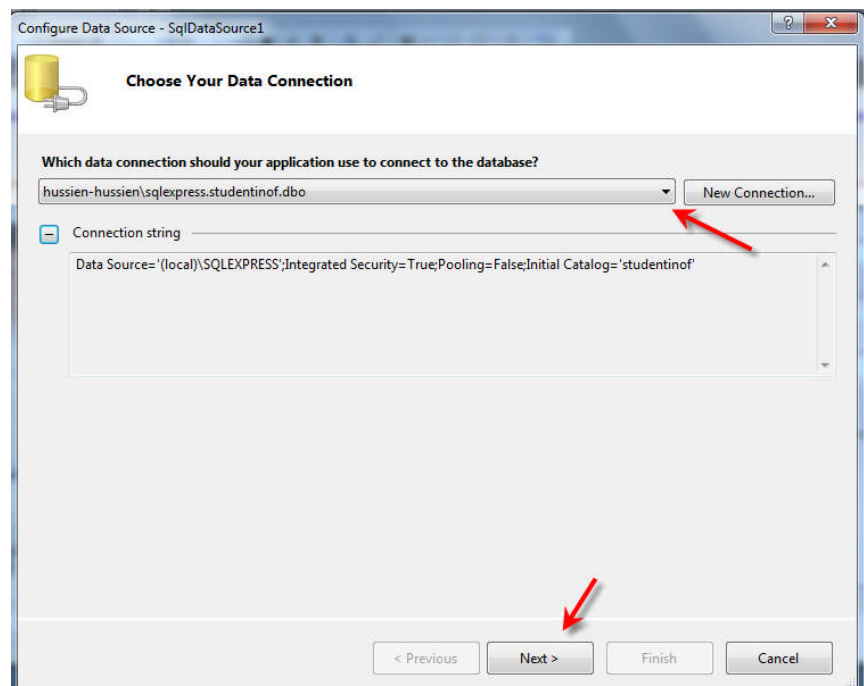 Configure Data Source - SqlDataSource1
Choose Your Data Connection
Which data connection should your application use to connect to the database?
hussien-hussien\sqlexpress.studentinof.dbo
New Connection...
Connection string
Data Source='(local)\SQLEXPRESS';Integrated Security=True;Pooling=False;Initial Catalog='studentinof'
< Previous
Next >
Finish
Cancel